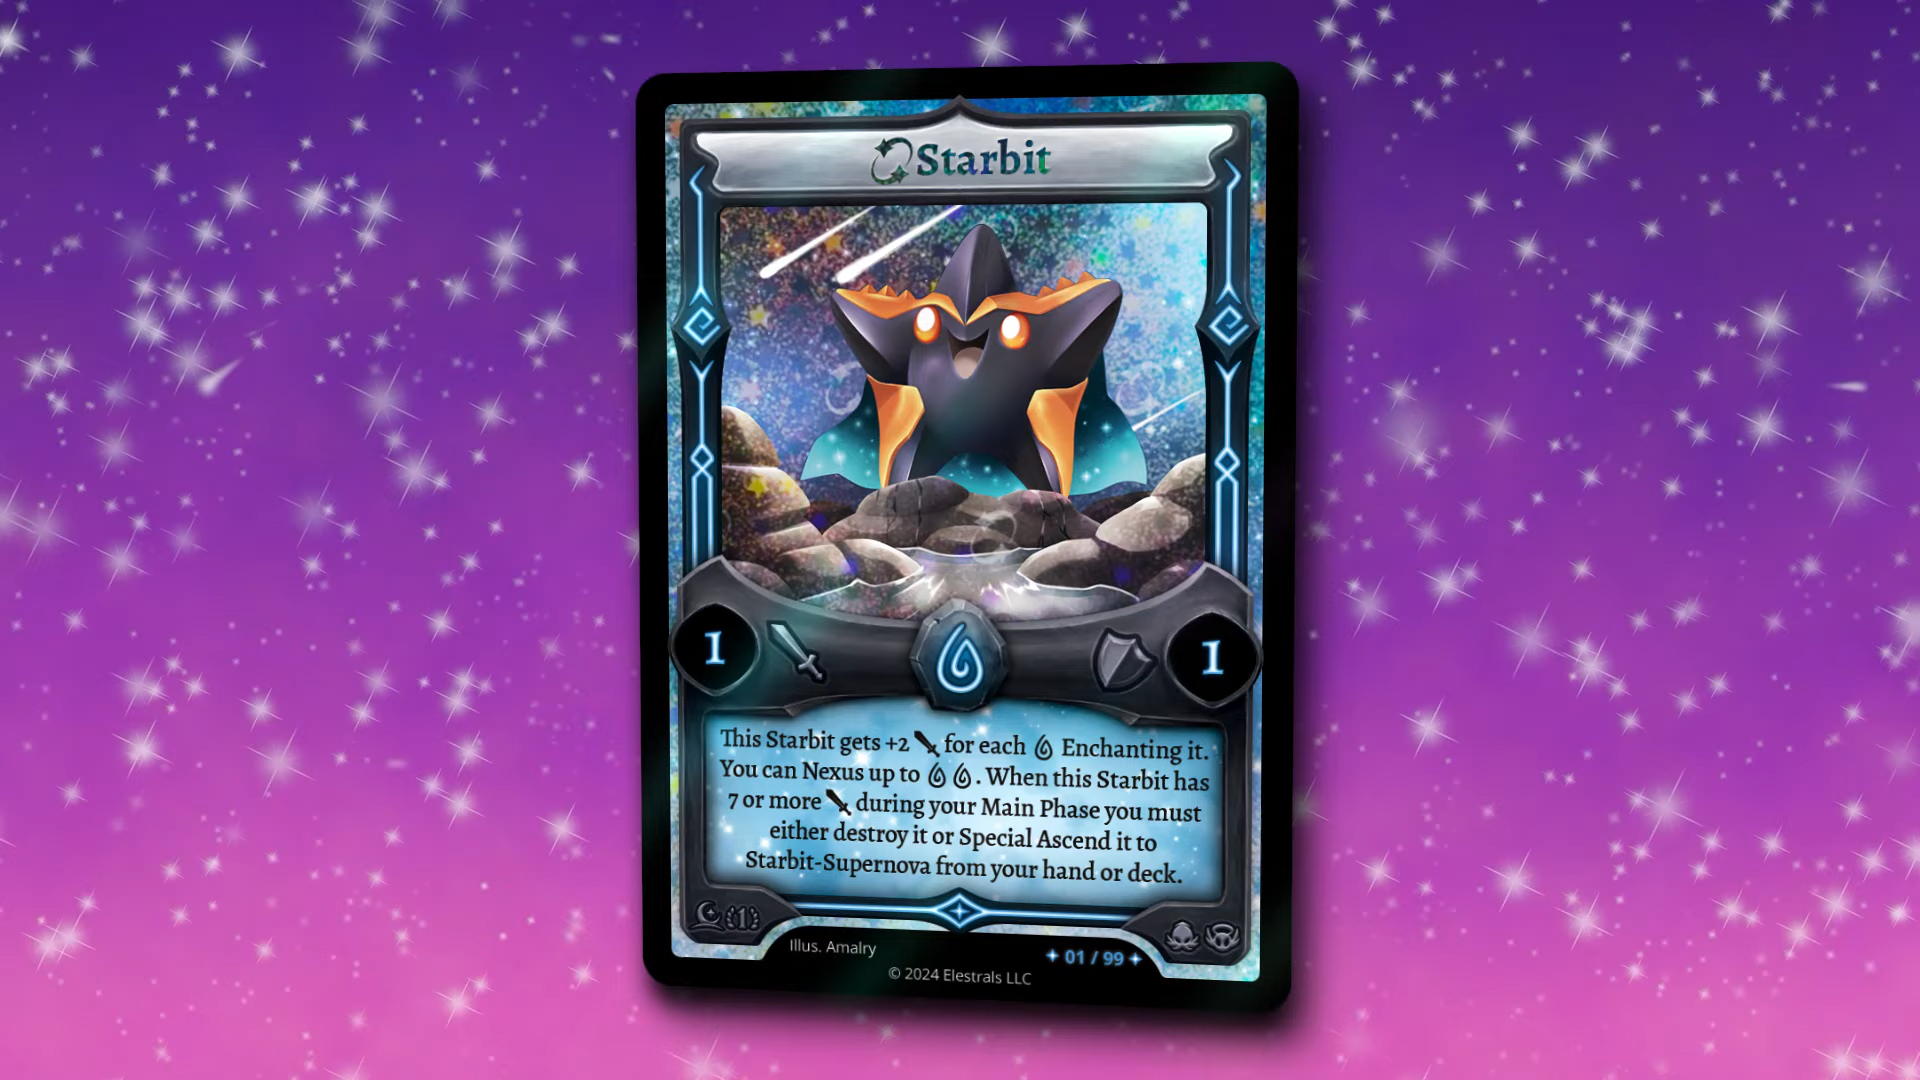 Starbit
1
1
This Starbit gets +2 for each Enchanting it.
You can Nexus up to . When this Starbit has
7 or more during your Main Phase you must
either destroy it or Special Ascend it to
Starbit-Supernova from your hand or deck.
1
Illus. Amalry
01 / 99
© 2024 Elestrals LLC